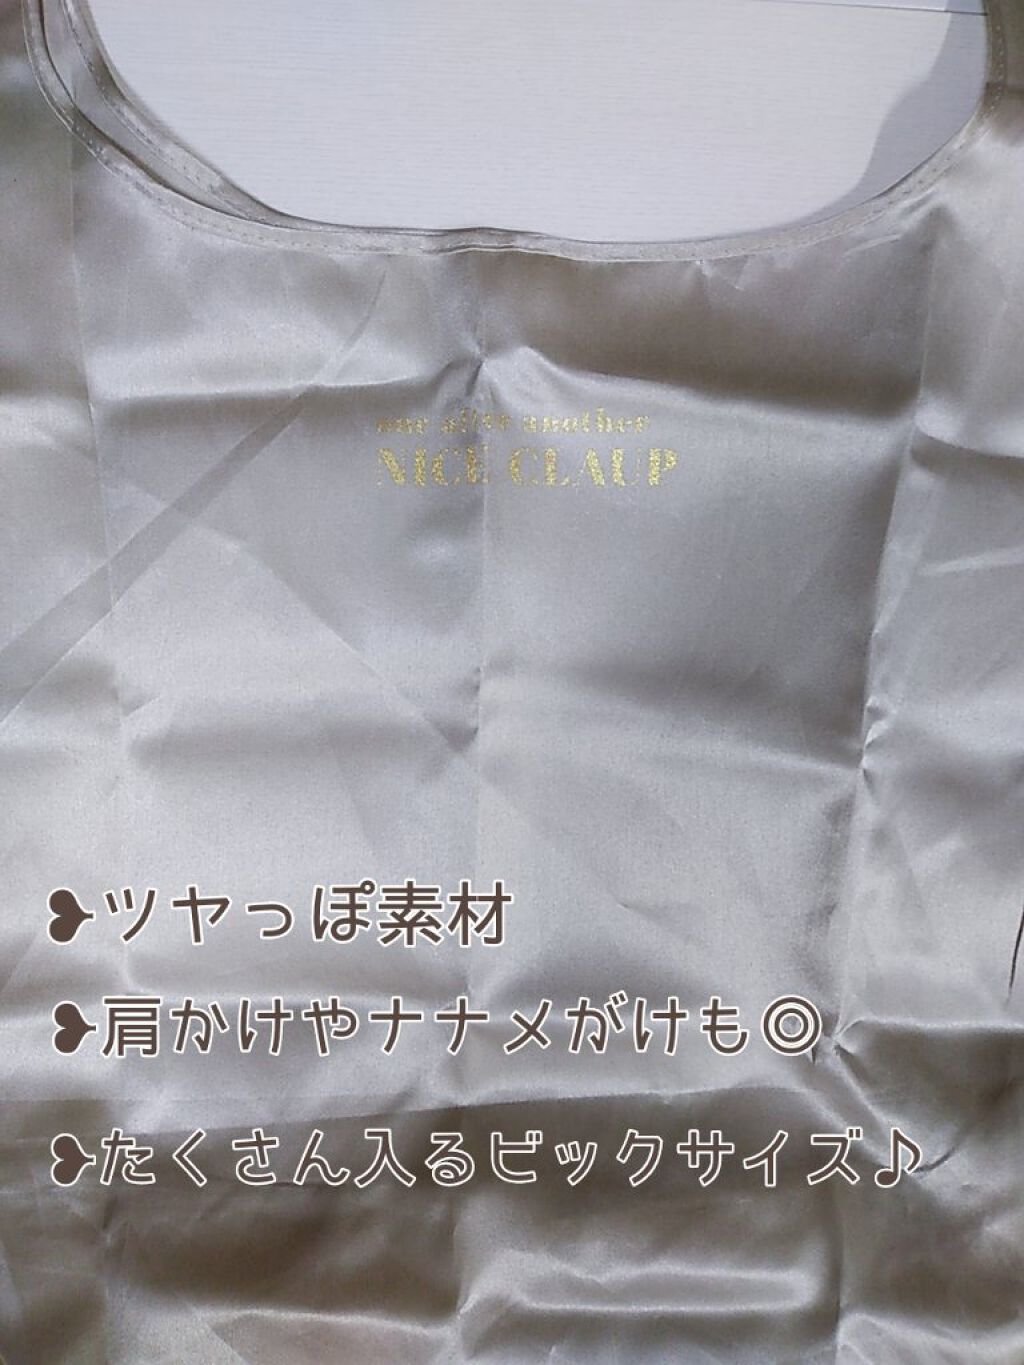 one after another
NICE CLAUP
❥ツヤっぽ素材
❥肩かけやナナメがけも◎
❥たくさん入るビックサイズ♪